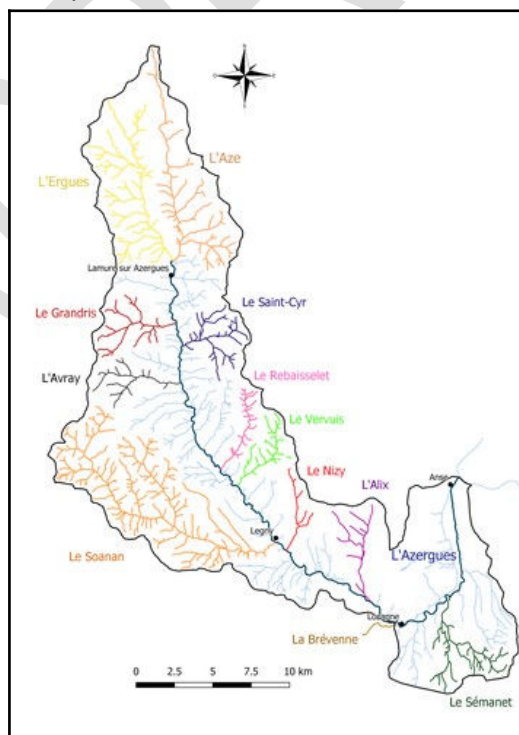 L'Aze
L'Ergues
Lamure sur Azergues
Le Saint-Cyr
Le Grandris
L'Avray
Le Rebaisselet
Le Vervuis
Le Nizy
L'Alix
Anse
Legny
Le Soanan
L'Azergues
Lozanne
La Brévenne
0 2.5 5 7.5 10 km
Le Sémanet